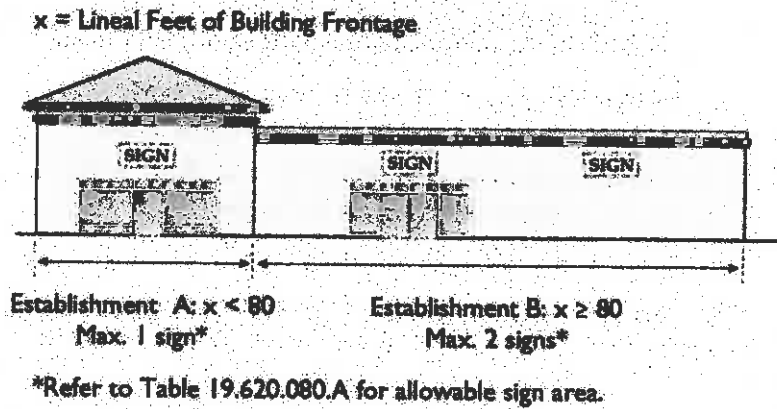 x = Lineal Feet of Building Frontage
SIGN
SIGN
SIGN
Establishment A: x < 80
Max. 1 sign*
Establishment B: x ≥ 80
Max. 2 signs*
*Refer to Table 19.620.080.A for allowable sign area.